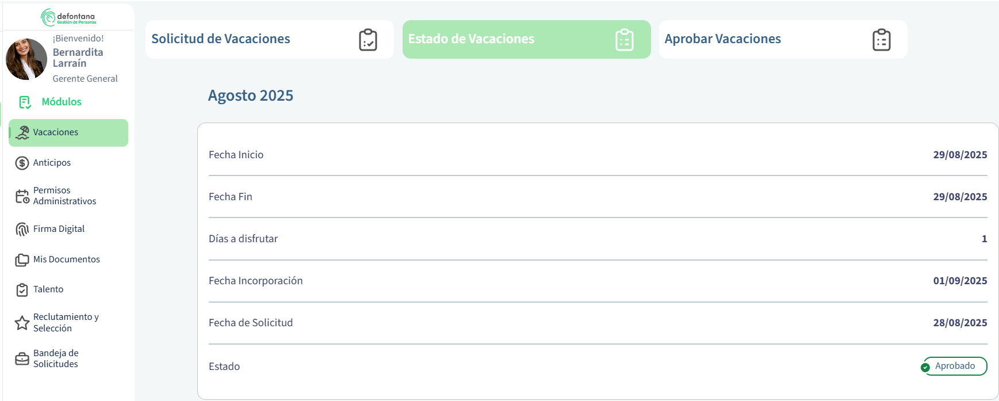 defontana
Gestión de Personas
¡Bienvenido!
Bernardita
Larraín
Gerente General
Módulos
Vacaciones
Anticipos
Permisos
Administrativos
Firma Digital
Mis Documentos
Talento
Reclutamiento y
Selección
Bandeja de
Solicitudes
Solicitud de Vacaciones
Estado de Vacaciones
Aprobar Vacaciones
Agosto 2025
Fecha Inicio 29/08/2025
Fecha Fin 29/08/2025
Días a disfrutar 1
Fecha Incorporación 01/09/2025
Fecha de Solicitud 28/08/2025
Estado Aprobado